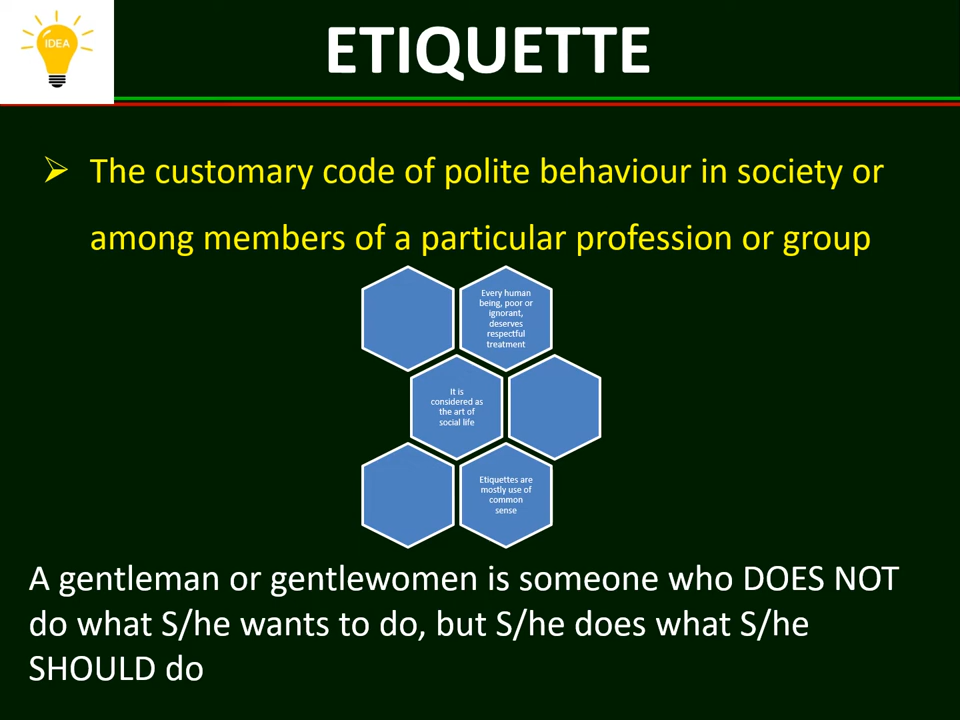 IDEA
ETIQUETTE
➢ The customary code of polite behaviour in society or
among members of a particular profession or group
Every human
being, poor or
ignorant,
deserves
respectful
treatment
It is
considered as
the art of
social life
Etiquettes are
mostly use of
common
sense
A gentleman or gentlewomen is someone who DOES NOT
do what S/he wants to do, but S/he does what S/he
SHOULD do